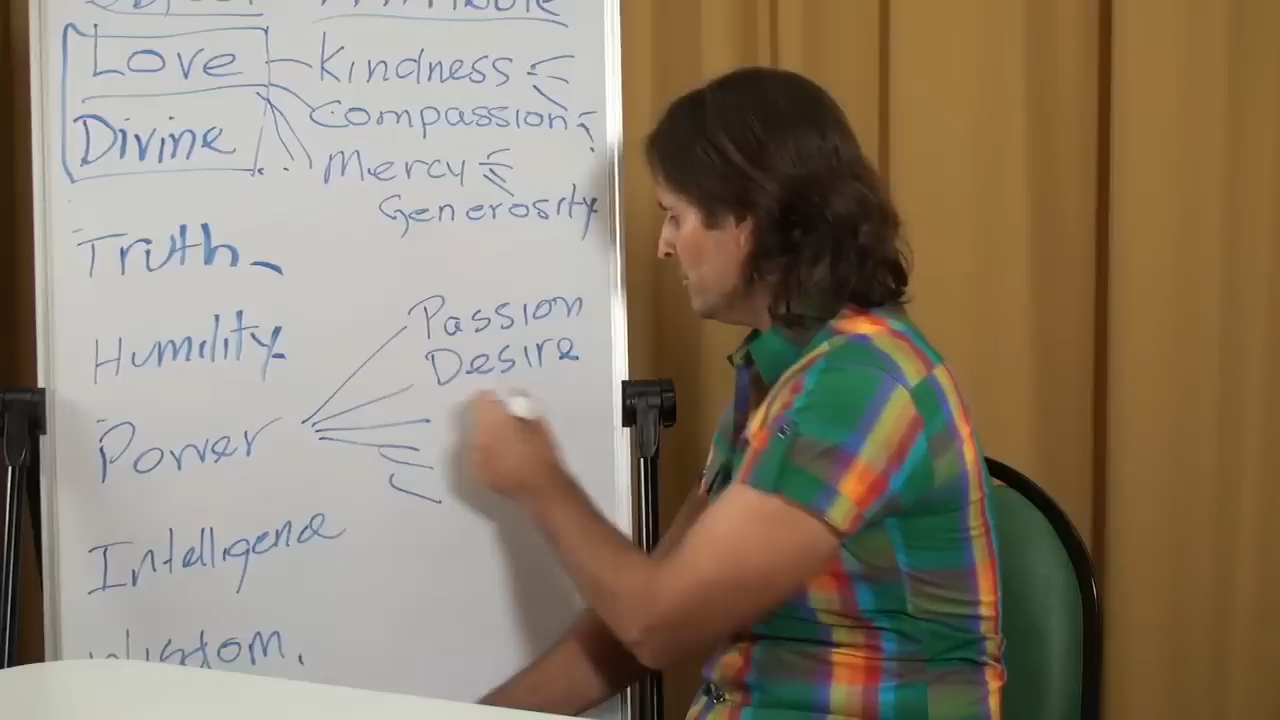 Love Kindness
Divine Compassion
Mercy
Generosity
Truth
Humility
Passion
Desire
Power
Intelligence
Wisdom.